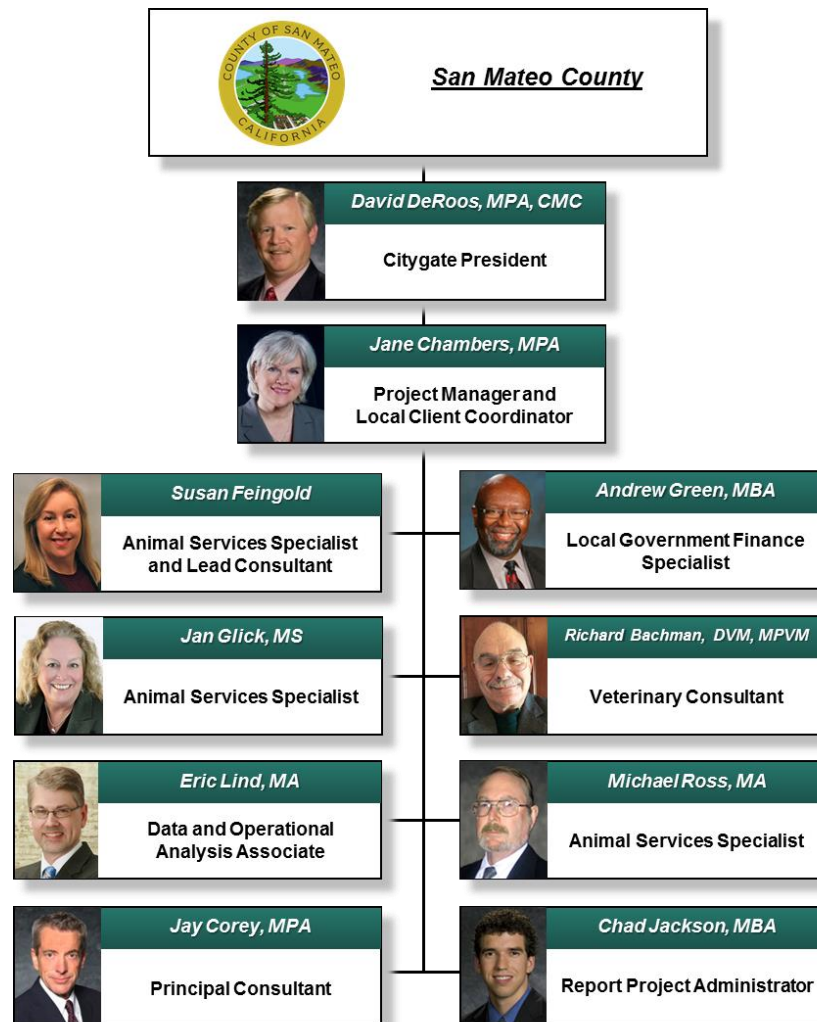 COUNTY OF SAN MATEO
CALIFORNIA
San Mateo County
David DeRoos, MPA, CMC
Citygate President
Jane Chambers, MPA
Project Manager and
Local Client Coordinator
Susan Feingold
Animal Services Specialist
and Lead Consultant
Andrew Green, MBA
Local Government Finance
Specialist
Jan Glick, MS
Animal Services Specialist
Richard Bachman, DVM, MPVM
Veterinary Consultant
Eric Lind, MA
Data and Operational
Analysis Associate
Michael Ross, MA
Animal Services Specialist
Jay Corey, MPA
Principal Consultant
Chad Jackson, MBA
Report Project Administrator